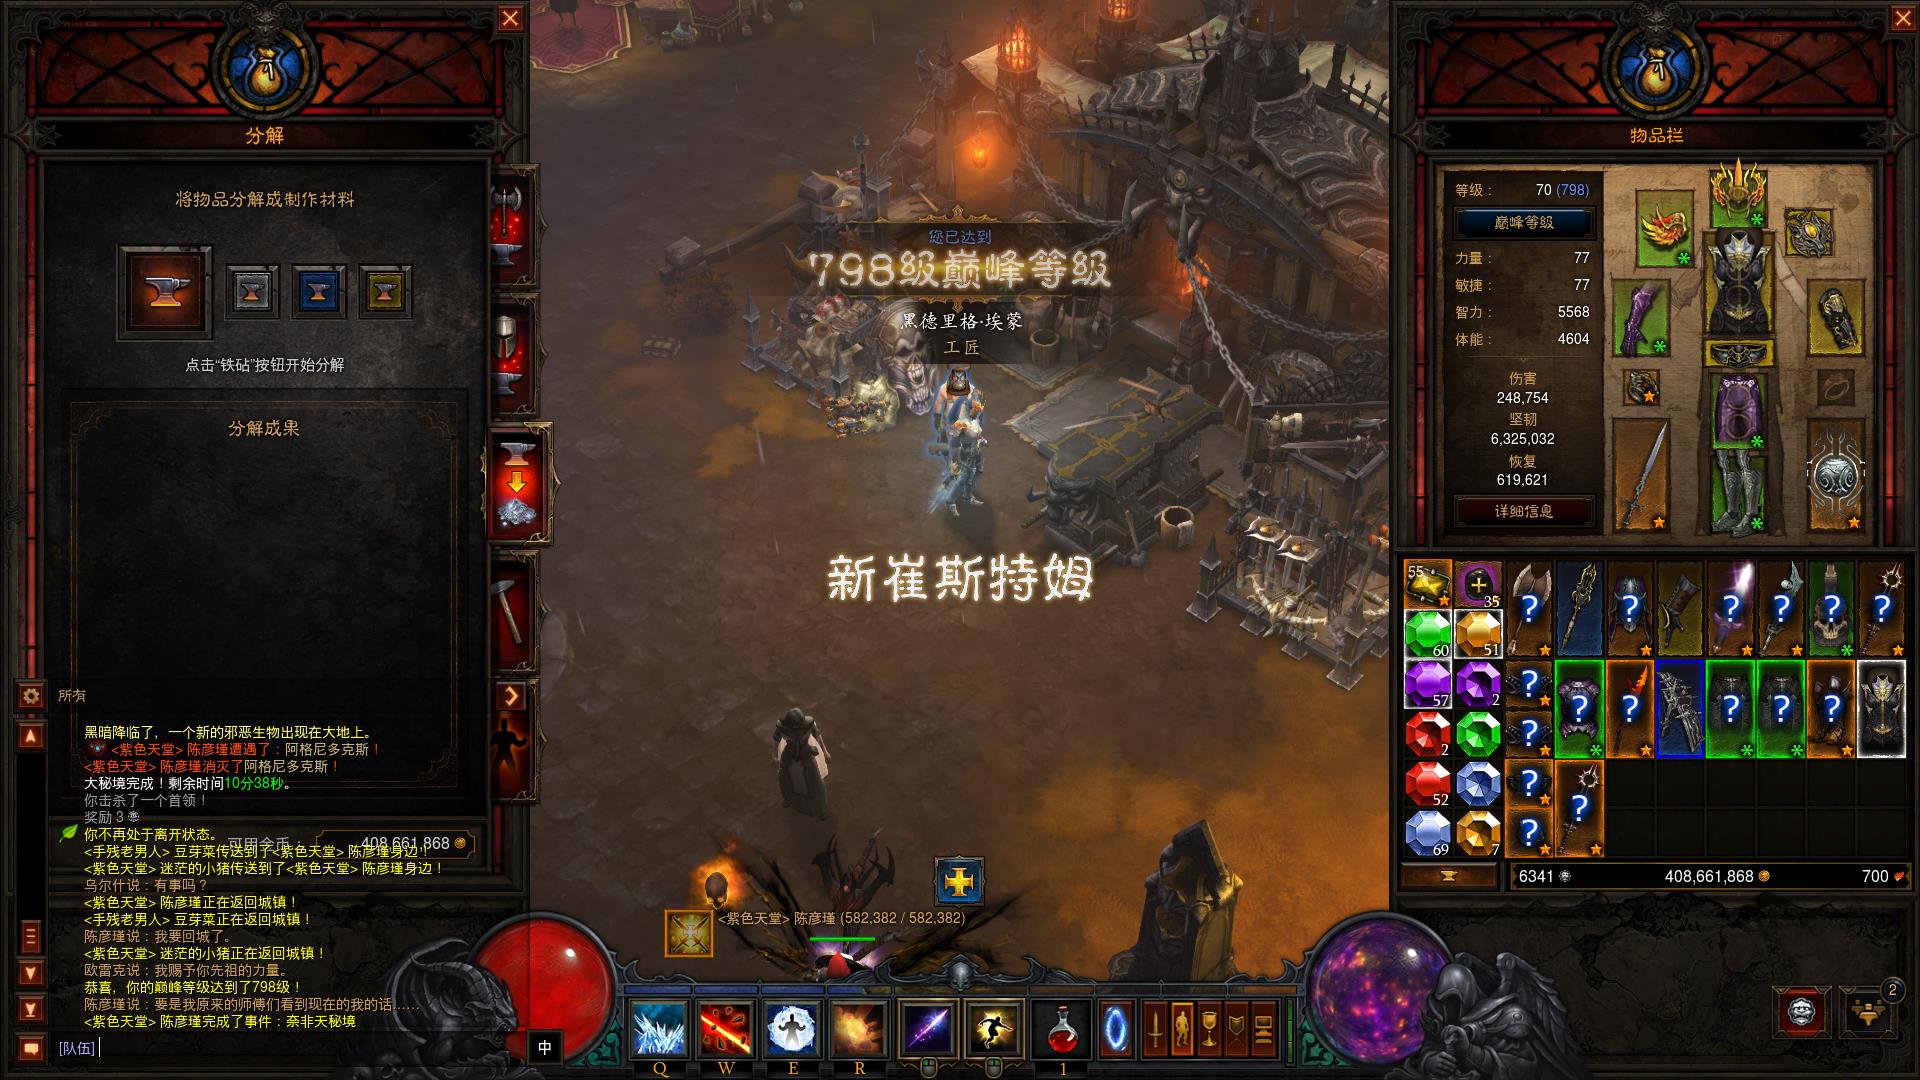 分解
将物品分解成制作材料
点击“铁砧”按钮开始分解
分解成果
所有
黑暗降临了，一个新的邪恶生物出现在大地上。
<紫色天堂> 陈彦瑾遭遇了：阿格尼多克斯！
<紫色天堂> 陈彦瑾消灭了阿格尼多克斯！
大秘境完成！剩余时间10分38秒。
你击杀了一个首领！
奖励 3
你不再处于离开状态。
可用金币： 408,661,868
<手残老男人> 豆芽菜传送到了<紫色天堂> 陈彦瑾身边！
<紫色天堂> 迷茫的小猪传送到了<紫色天堂> 陈彦瑾身边！
乌尔什说：有事吗？
<紫色天堂> 陈彦瑾正在返回城镇！
<手残老男人> 豆芽菜正在返回城镇！
陈彦瑾说：我要回城了。
<紫色天堂> 迷茫的小猪正在返回城镇！
欧雷克说：我赐予你先祖的力量。
恭喜，你的巅峰等级达到了798级！
陈彦瑾说：要是我原来的师傅们看到现在的我的话……
<紫色天堂> 陈彦瑾完成了事件：奈非天秘境
[队伍]
中
您已达到
798级巅峰等级
黑德里格·埃蒙
工匠
新崔斯特姆
<紫色天堂> 陈彦瑾 (582,382 / 582,382)
Q W E R 1
物品栏
等级： 70 (798)
巅峰等级
力量： 77
敏捷： 77
智力： 5568
体能： 4604
伤害
248,754
坚韧
6,325,032
恢复
619,621
详细信息
55 35
? ? ? ? ? ?
60 51
57 2 ? ? ? ? ? ?
2 ?
52 ? ?
69 7 ?
6341 408,661,868 700
2